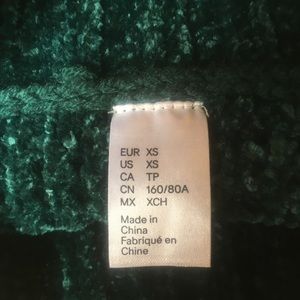 EUR XS
US XS
CA TP
CN 160/80A
MX XCH
Made in
China
Fabriqué en
Chine